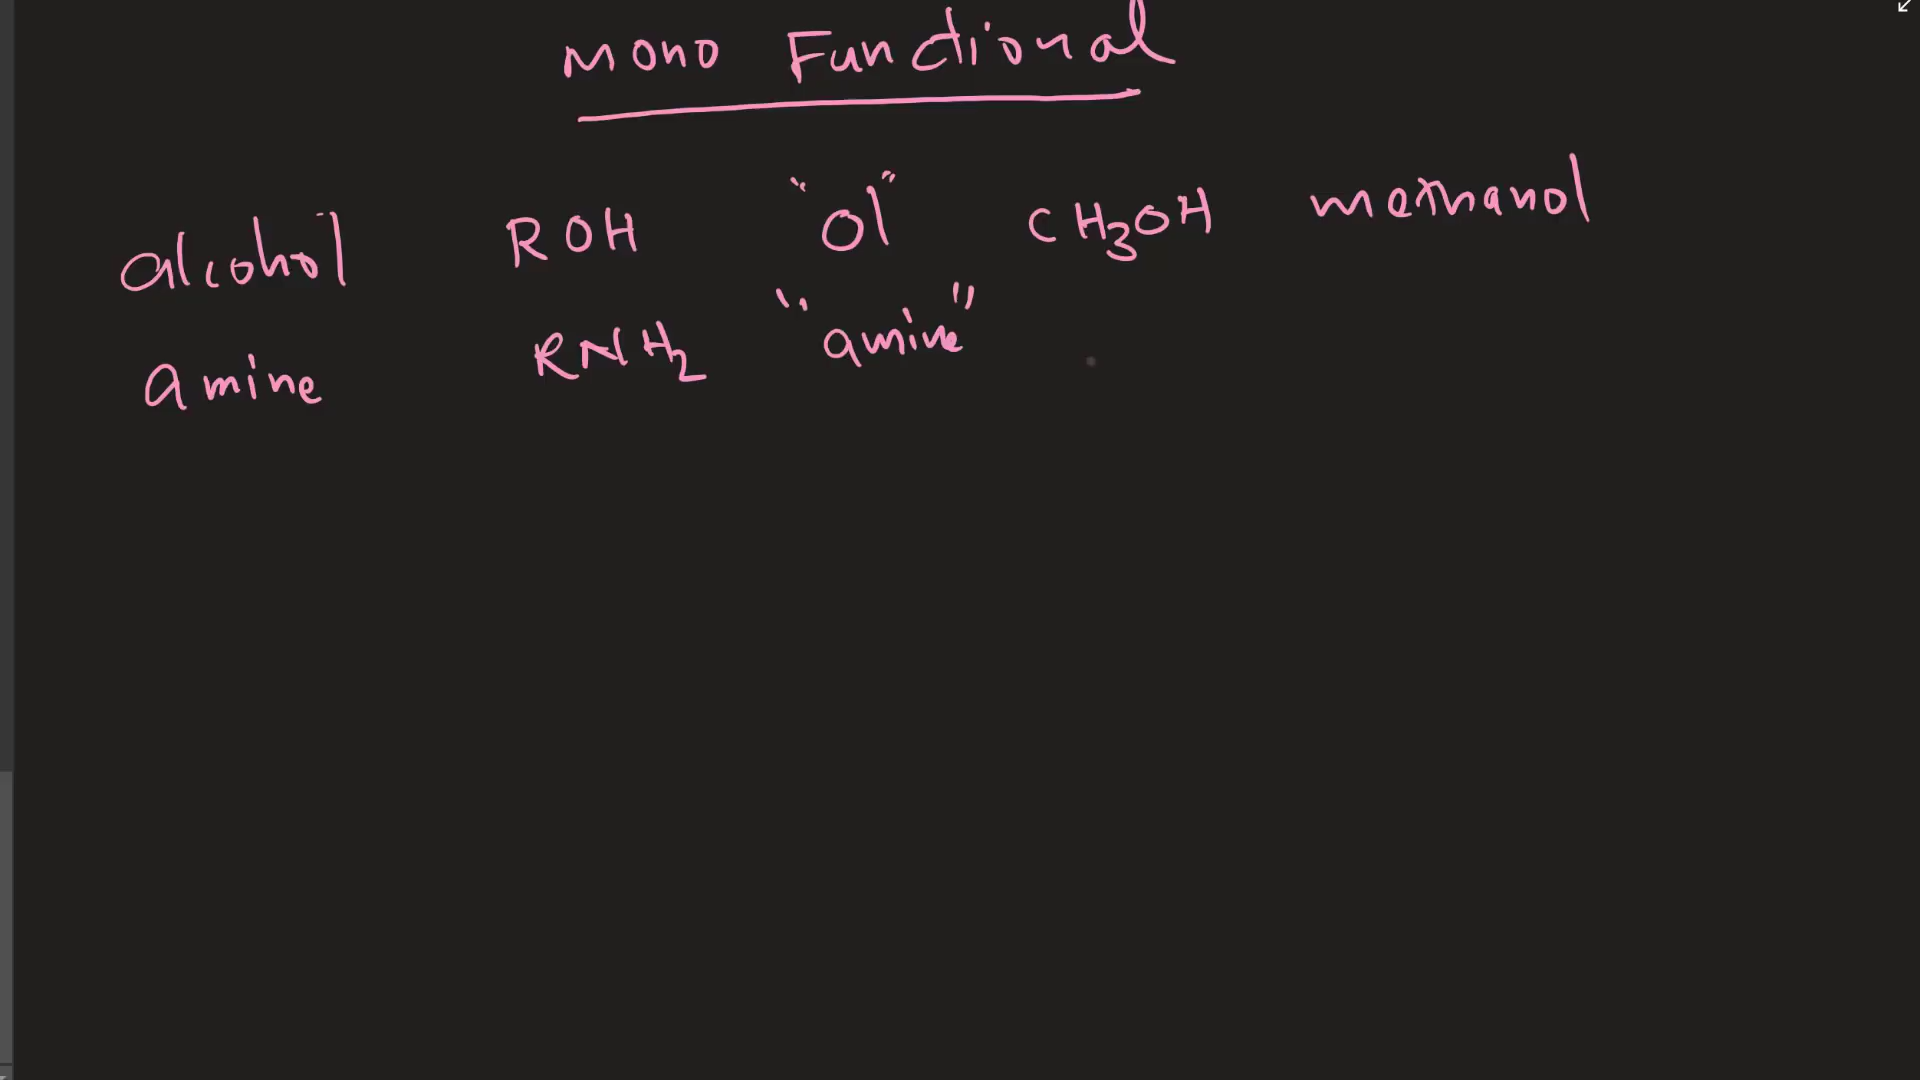 Mono Functional
alcohol ROH "Ol" CH3OH methanol
amine RNH2 "amine"